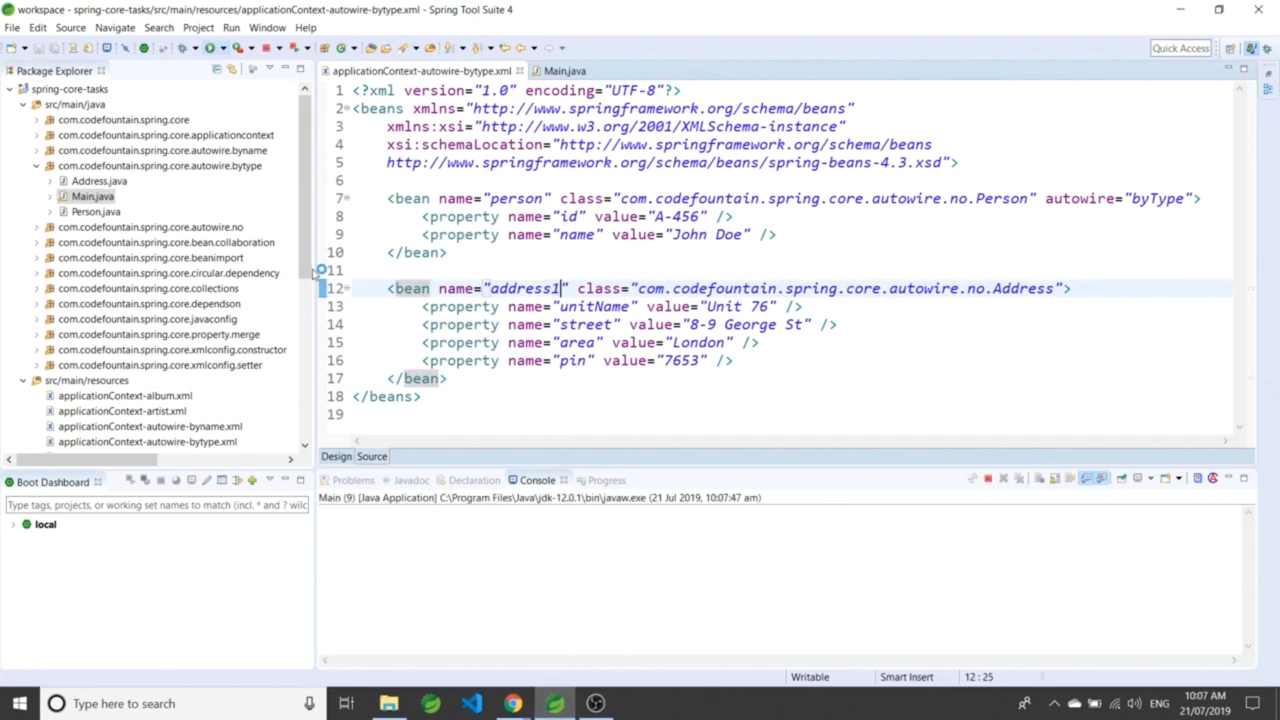 workspace - spring-core-tasks/src/main/resources/applicationContext-autowire-bytype.xml - Spring Tool Suite 4
File Edit Source Navigate Search Project Run Window Help
Quick Access
Package Explorer
spring-core-tasks
src/main/java
com.codefountain.spring.core
com.codefountain.spring.core.applicationcontext
com.codefountain.spring.core.autowire.byname
com.codefountain.spring.core.autowire.bytype
Address.java
Main.java
Person.java
com.codefountain.spring.core.autowire.no
com.codefountain.spring.core.bean.collaboration
com.codefountain.spring.core.beanimport
com.codefountain.spring.core.circular.dependency
com.codefountain.spring.core.collections
com.codefountain.spring.core.dependson
com.codefountain.spring.core.javaconfig
com.codefountain.spring.core.property.merge
com.codefountain.spring.core.xmlconfig.constructor
com.codefountain.spring.core.xmlconfig.setter
src/main/resources
applicationContext-album.xml
applicationContext-artist.xml
applicationContext-autowire-byname.xml
applicationContext-autowire-bytype.xml
applicationContext-autowire-bytype.xml Main.java
1 <?xml version="1.0" encoding="UTF-8"?>
2 <beans xmlns="http://www.springframework.org/schema/beans"
3 xmlns:xsi="http://www.w3.org/2001/XMLSchema-instance"
4 xsi:schemaLocation="http://www.springframework.org/schema/beans
5 http://www.springframework.org/schema/beans/spring-beans-4.3.xsd">
6
7 <bean name="person" class="com.codefountain.spring.core.autowire.no.Person" autowire="byType">
8 <property name="id" value="A-456" />
9 <property name="name" value="John Doe" />
10 </bean>
11
12 <bean name="address1" class="com.codefountain.spring.core.autowire.no.Address">
13 <property name="unitName" value="Unit 76" />
14 <property name="street" value="8-9 George St" />
15 <property name="area" value="London" />
16 <property name="pin" value="7653" />
17 </bean>
18 </beans>
19
Design Source
Boot Dashboard
Type tags, projects, or working set names to match (incl. * and ? wilc
local
Problems Javadoc Declaration Console Progress
Main (9) [Java Application] C:\Program Files\Java\jdk-12.0.1\bin\javaw.exe (21 Jul 2019, 10:07:47 am)
Writable Smart Insert 12 : 25
Type here to search
ENG
10:07 AM
21/07/2019